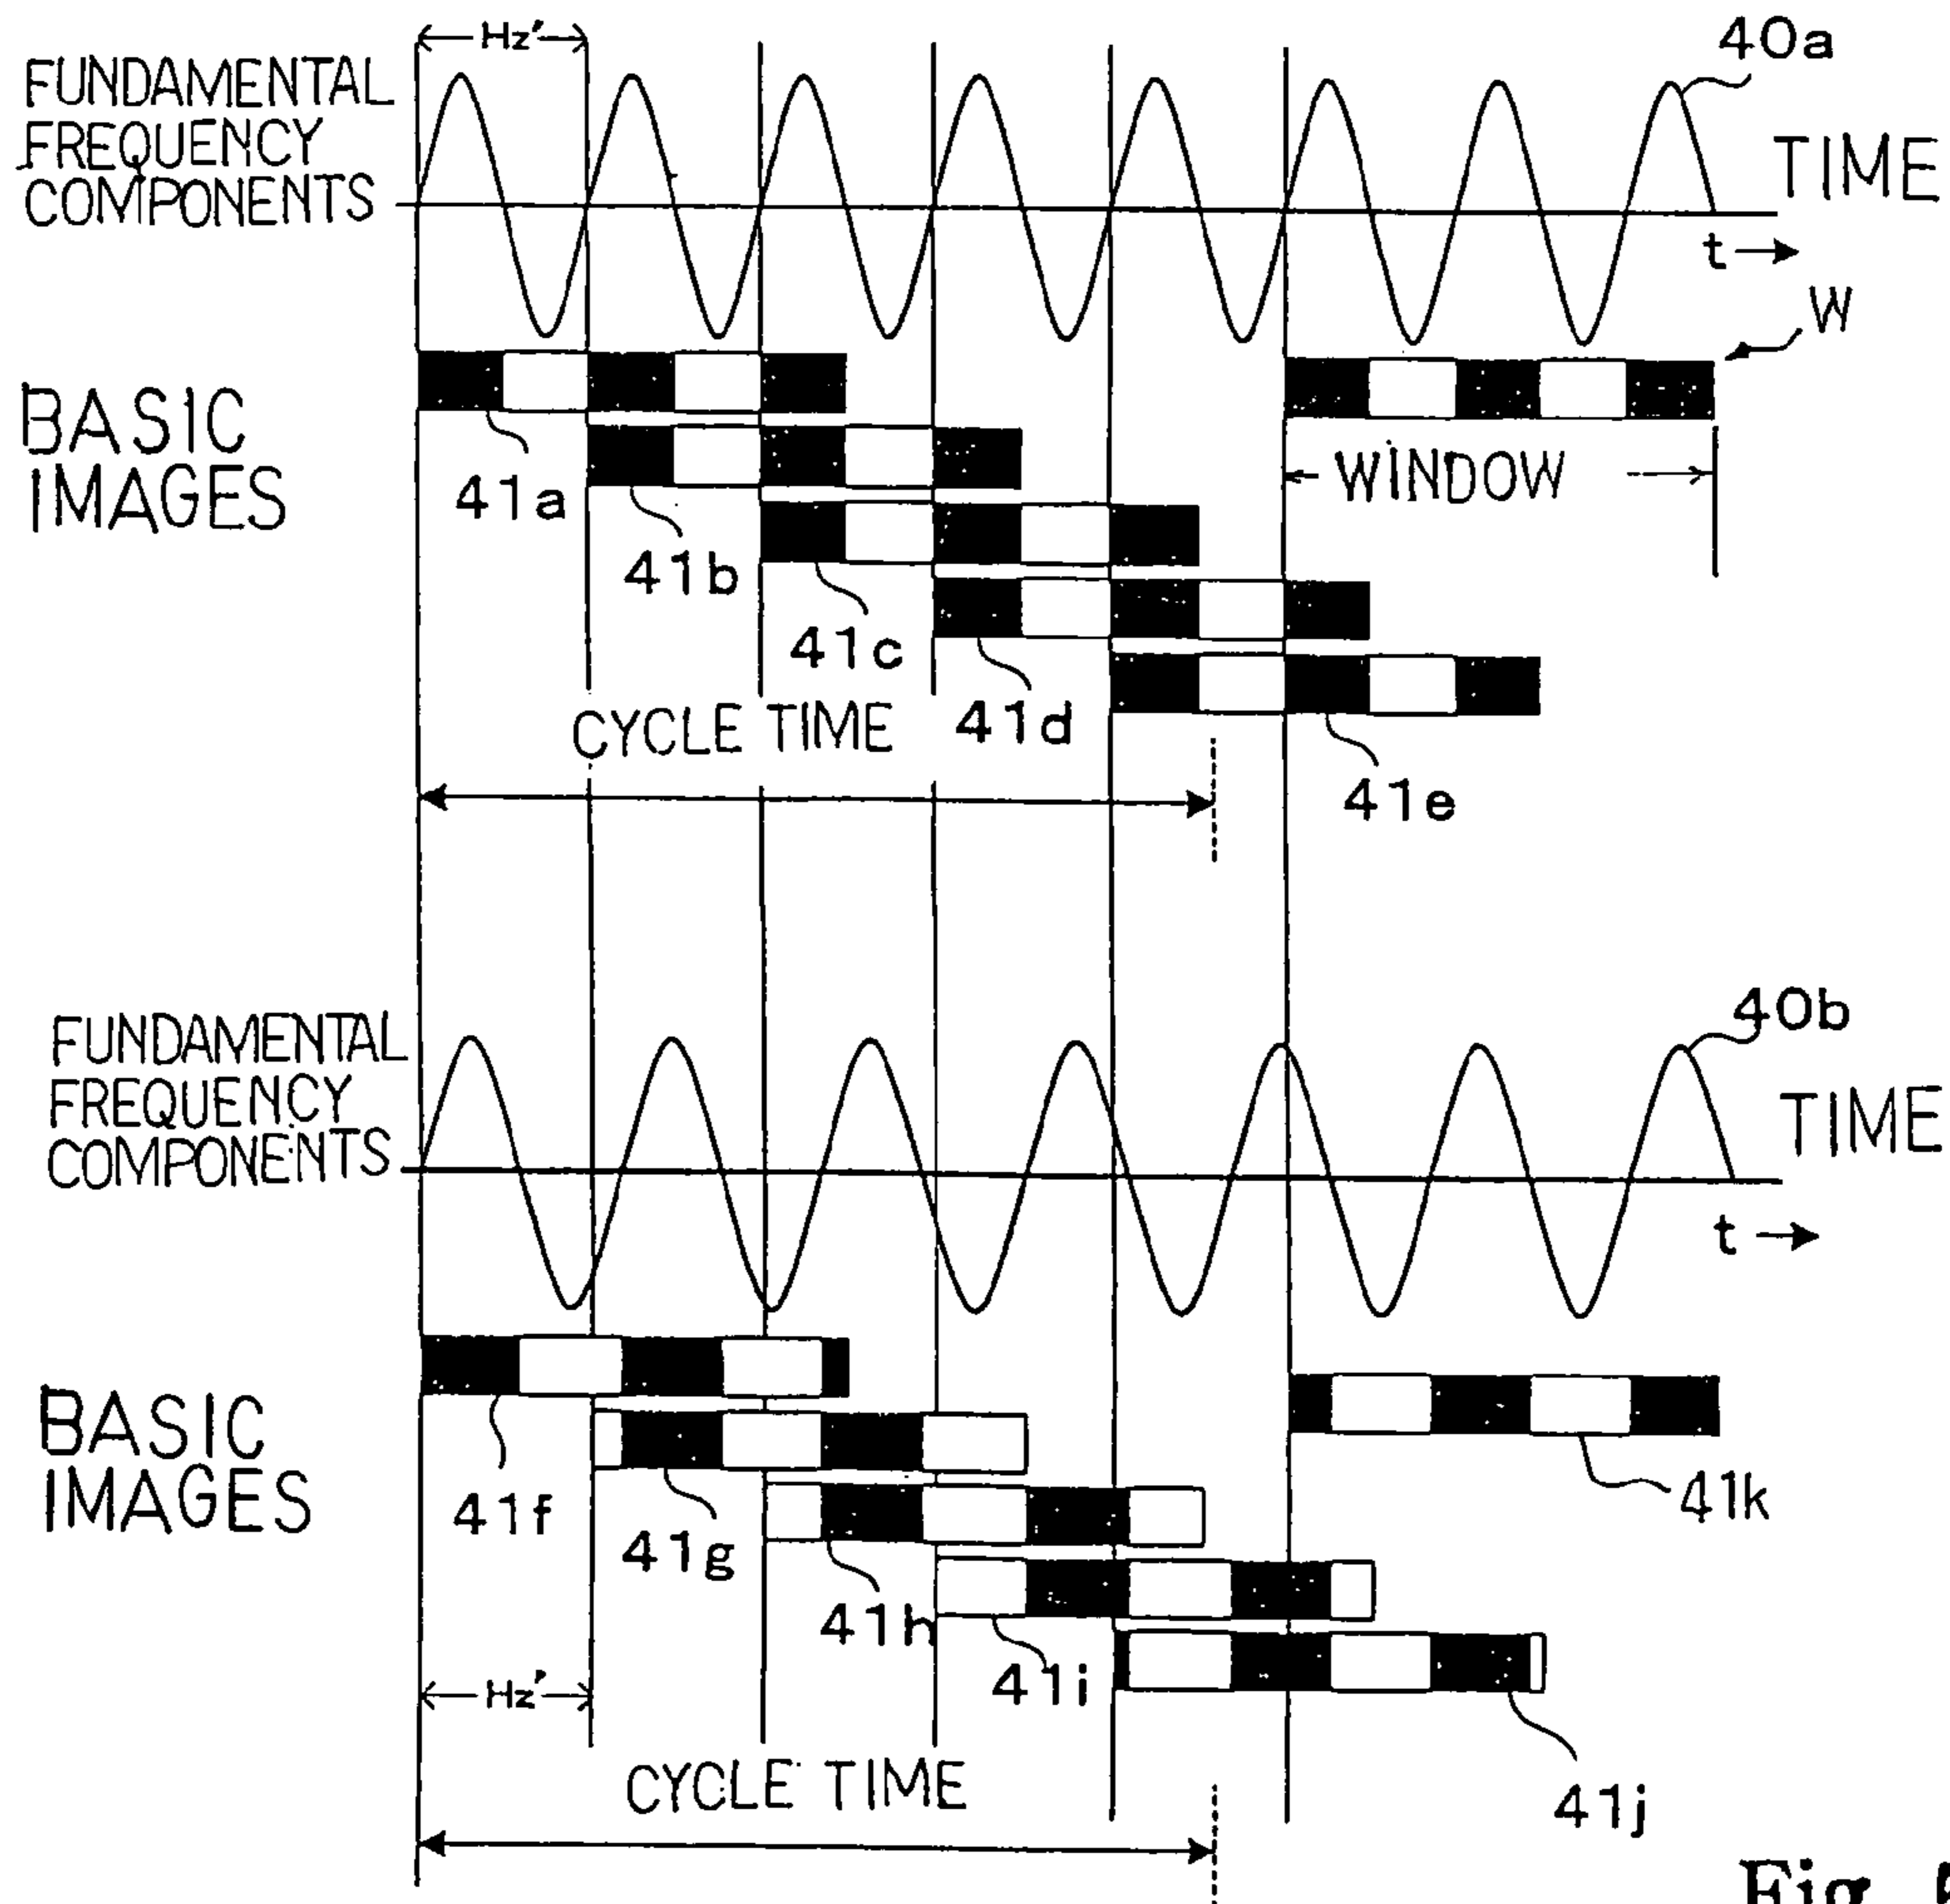 Hz'
40a
FUNDAMENTAL
FREQUENCY
COMPONENTS
TIME
t
W
BASIC
IMAGES
WINDOW
41a
41b
41c
41d
41e
CYCLE TIME
40b
FUNDAMENTAL
FREQUENCY
COMPONENTS
TIME
t
BASIC
IMAGES
41f
41g
41h
41i
41j
41k
Hz'
CYCLE TIME
Fig.